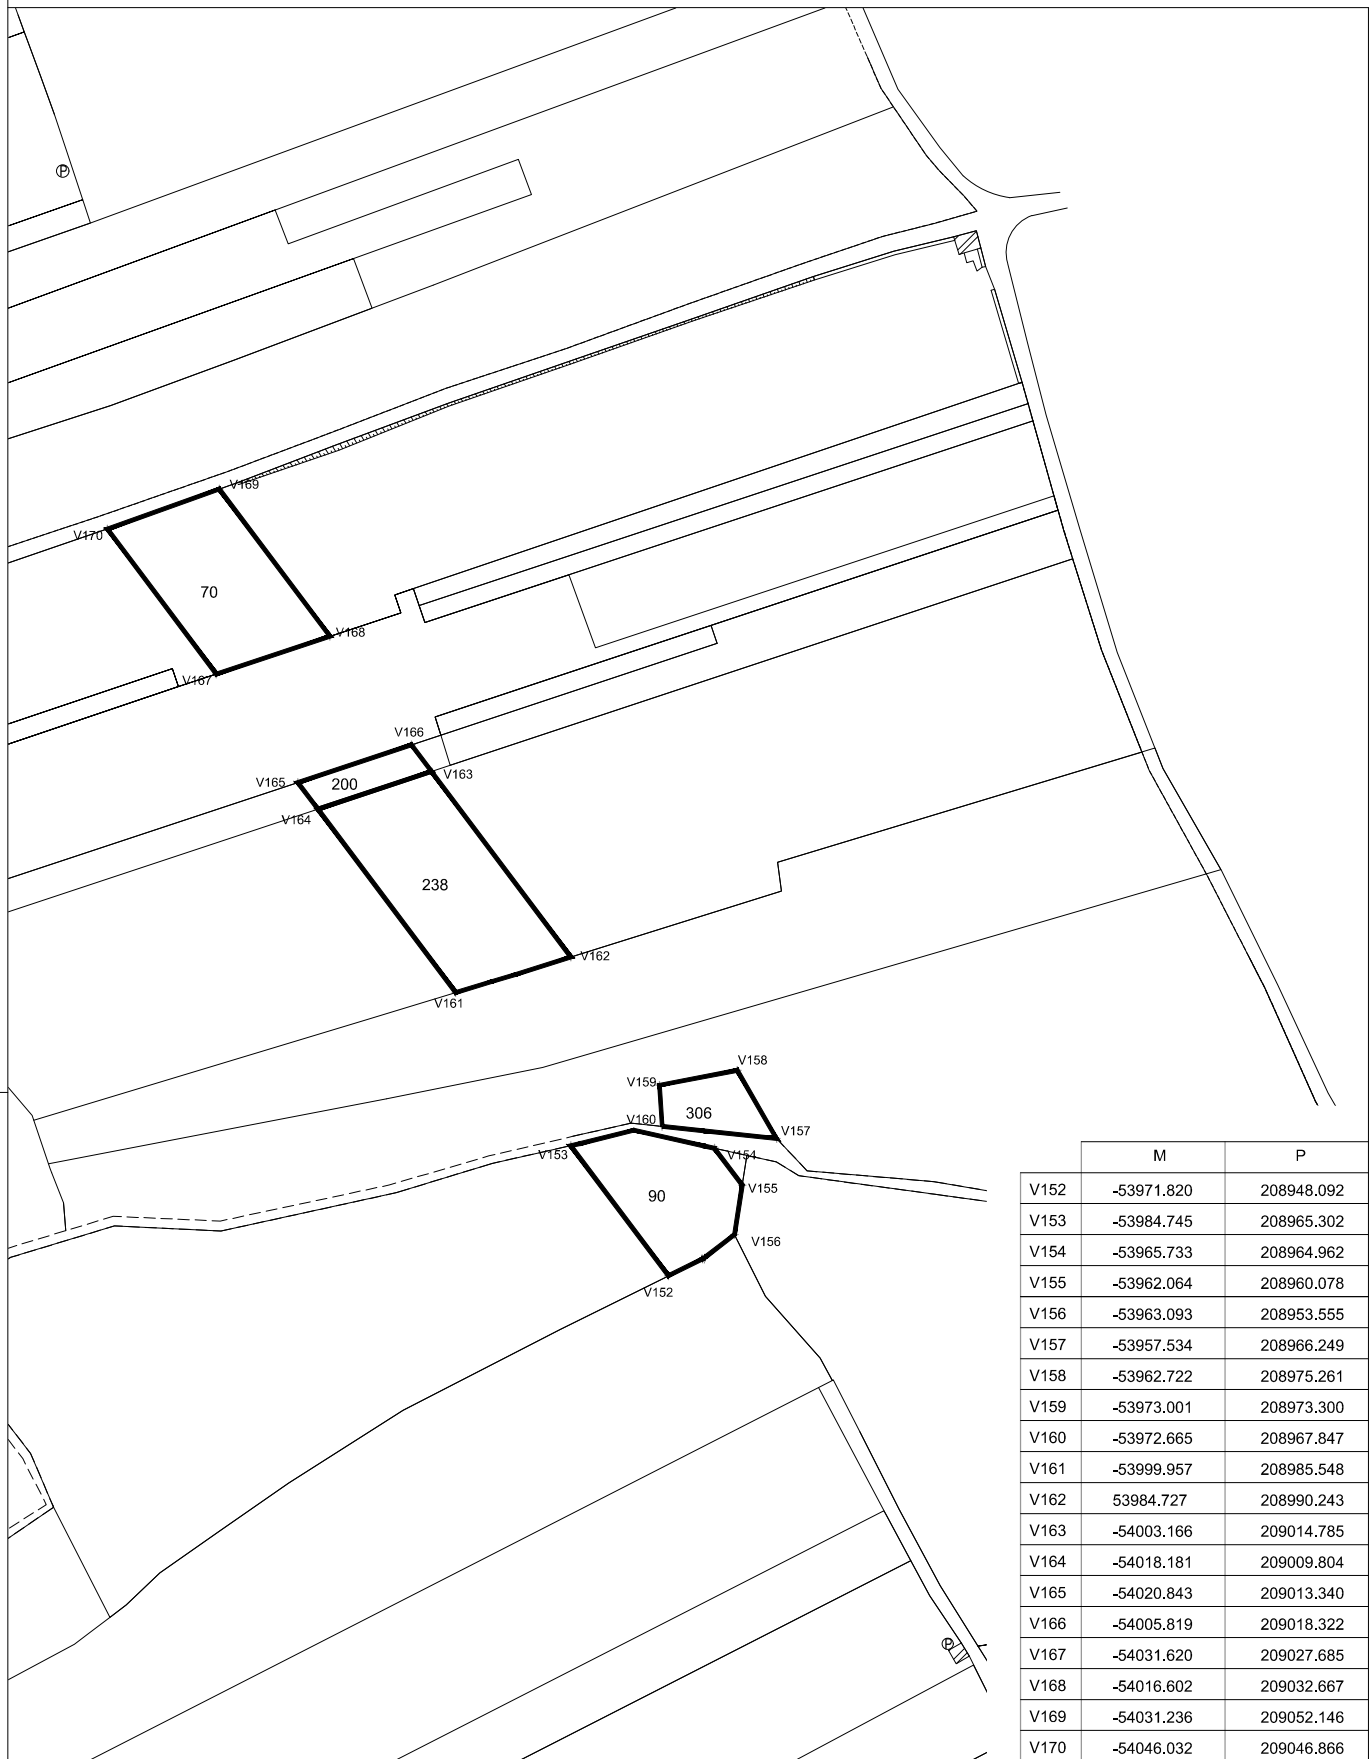 P
V169
V170
70
V168
V167
V166
V165
200
V163
V164
238
V162
V161
V158
V159
306
V160
V157
V153
V154
90
V155
V156
V152
P
M P
V152 -53971.820 208948.092
V153 -53984.745 208965.302
V154 -53965.733 208964.962
V155 -53962.064 208960.078
V156 -53963.093 208953.555
V157 -53957.534 208966.249
V158 -53962.722 208975.261
V159 -53973.001 208973.300
V160 -53972.665 208967.847
V161 -53999.957 208985.548
V162 53984.727 208990.243
V163 -54003.166 209014.785
V164 -54018.181 209009.804
V165 -54020.843 209013.340
V166 -54005.819 209018.322
V167 -54031.620 209027.685
V168 -54016.602 209032.667
V169 -54031.236 209052.146
V170 -54046.032 209046.866